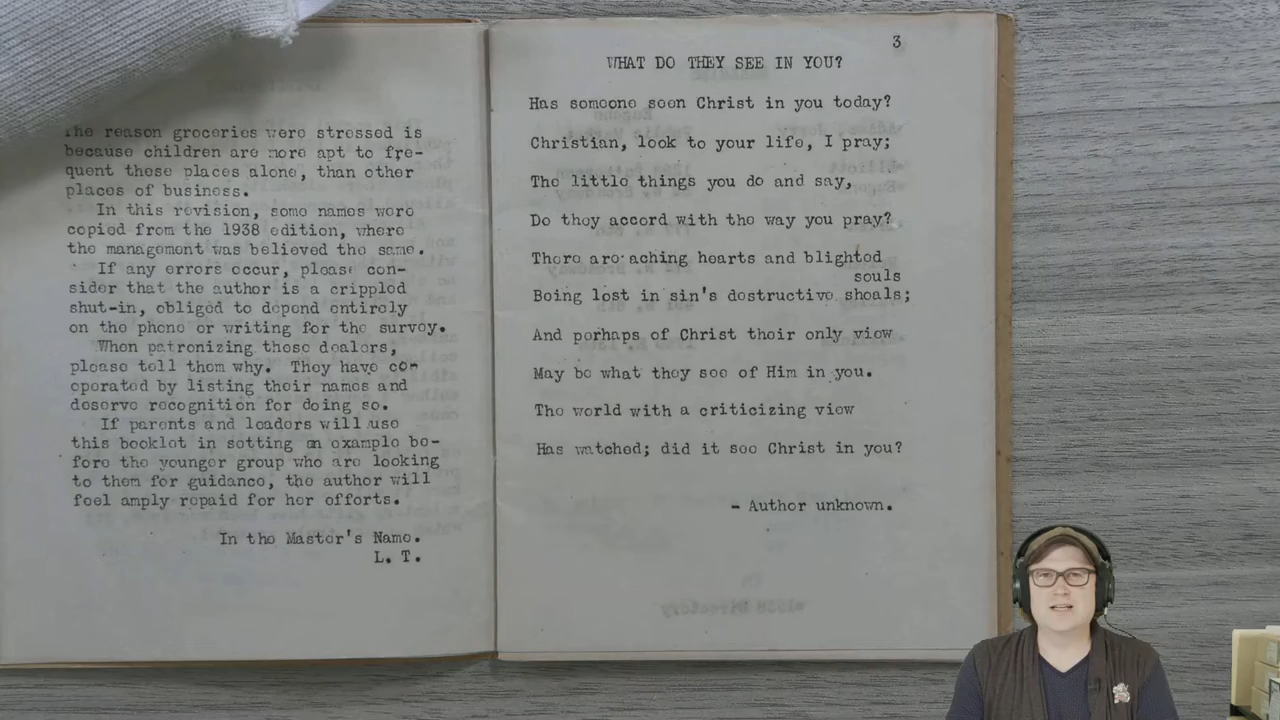 the reason groceries were stressed is
because children are more apt to fre-
quent these places alone, than other
places of business.
In this revision, some names were
copied from the 1938 edition, where
the management was believed the same.
If any errors occur, please con-
sider that the author is a crippled
shut-in, obliged to depend entirely
on the phone or writing for the survey.
When patronizing these dealers,
please tell them why. They have co-
operated by listing their names and
deserve recognition for doing so.
If parents and leaders will use
this booklet in setting an example be-
fore the younger group who are looking
to them for guidance, the author will
feel amply repaid for her efforts.
In the Master's Name.
L. T.
3
WHAT DO THEY SEE IN YOU?
Has someone seen Christ in you today?
Christian, look to your life, I pray;
The little things you do and say,
Do they accord with the way you pray?
There are aching hearts and blighted
souls
Being lost in sin's destructive shoals;
And perhaps of Christ their only view
May be what they see of Him in you.
The world with a criticizing view
Has watched; did it see Christ in you?
- Author unknown.